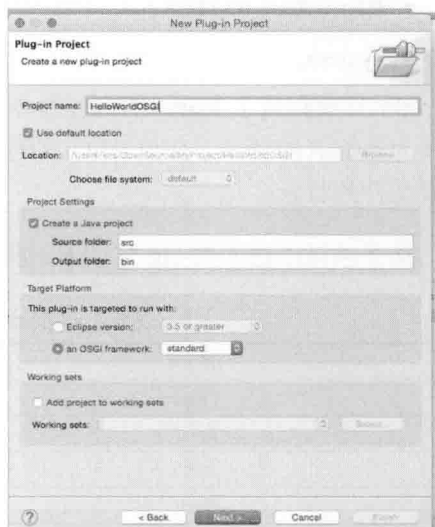 New Plug-in Project
Plug-in Project
Create a new plug-in project
Project name: HelloWorldOSGi
Use default location
Location:
Browse...
Choose file system: default
Project Settings
Create a Java project
Source folder: src
Output folder: bin
Target Platform
This plug-in is targeted to run with:
Eclipse version: 3.5 or greater
an OSGi framework: standard
Working sets
Add project to working sets
Working sets:
Select...
? < Back Next > Cancel Finish